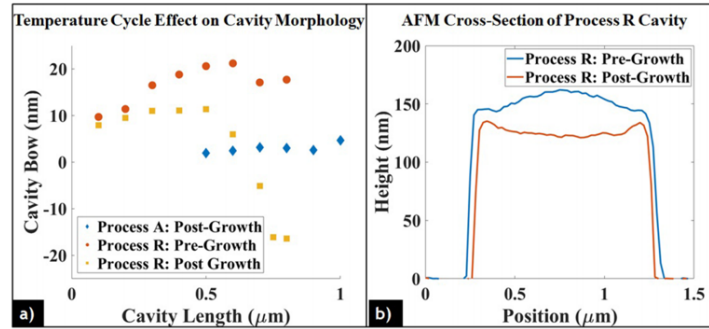 Temperature Cycle Effect on Cavity Morphology
Cavity Bow (nm)
20
10
0
-10
-20
Process A: Post-Growth
Process R: Pre-Growth
Process R: Post Growth
0
0.5
1
Cavity Length (μm)
a)
AFM Cross-Section of Process R Cavity
Height (nm)
200
150
100
50
0
Process R: Pre-Growth
Process R: Post-Growth
0
0.5
1
1.5
Position (μm)
b)